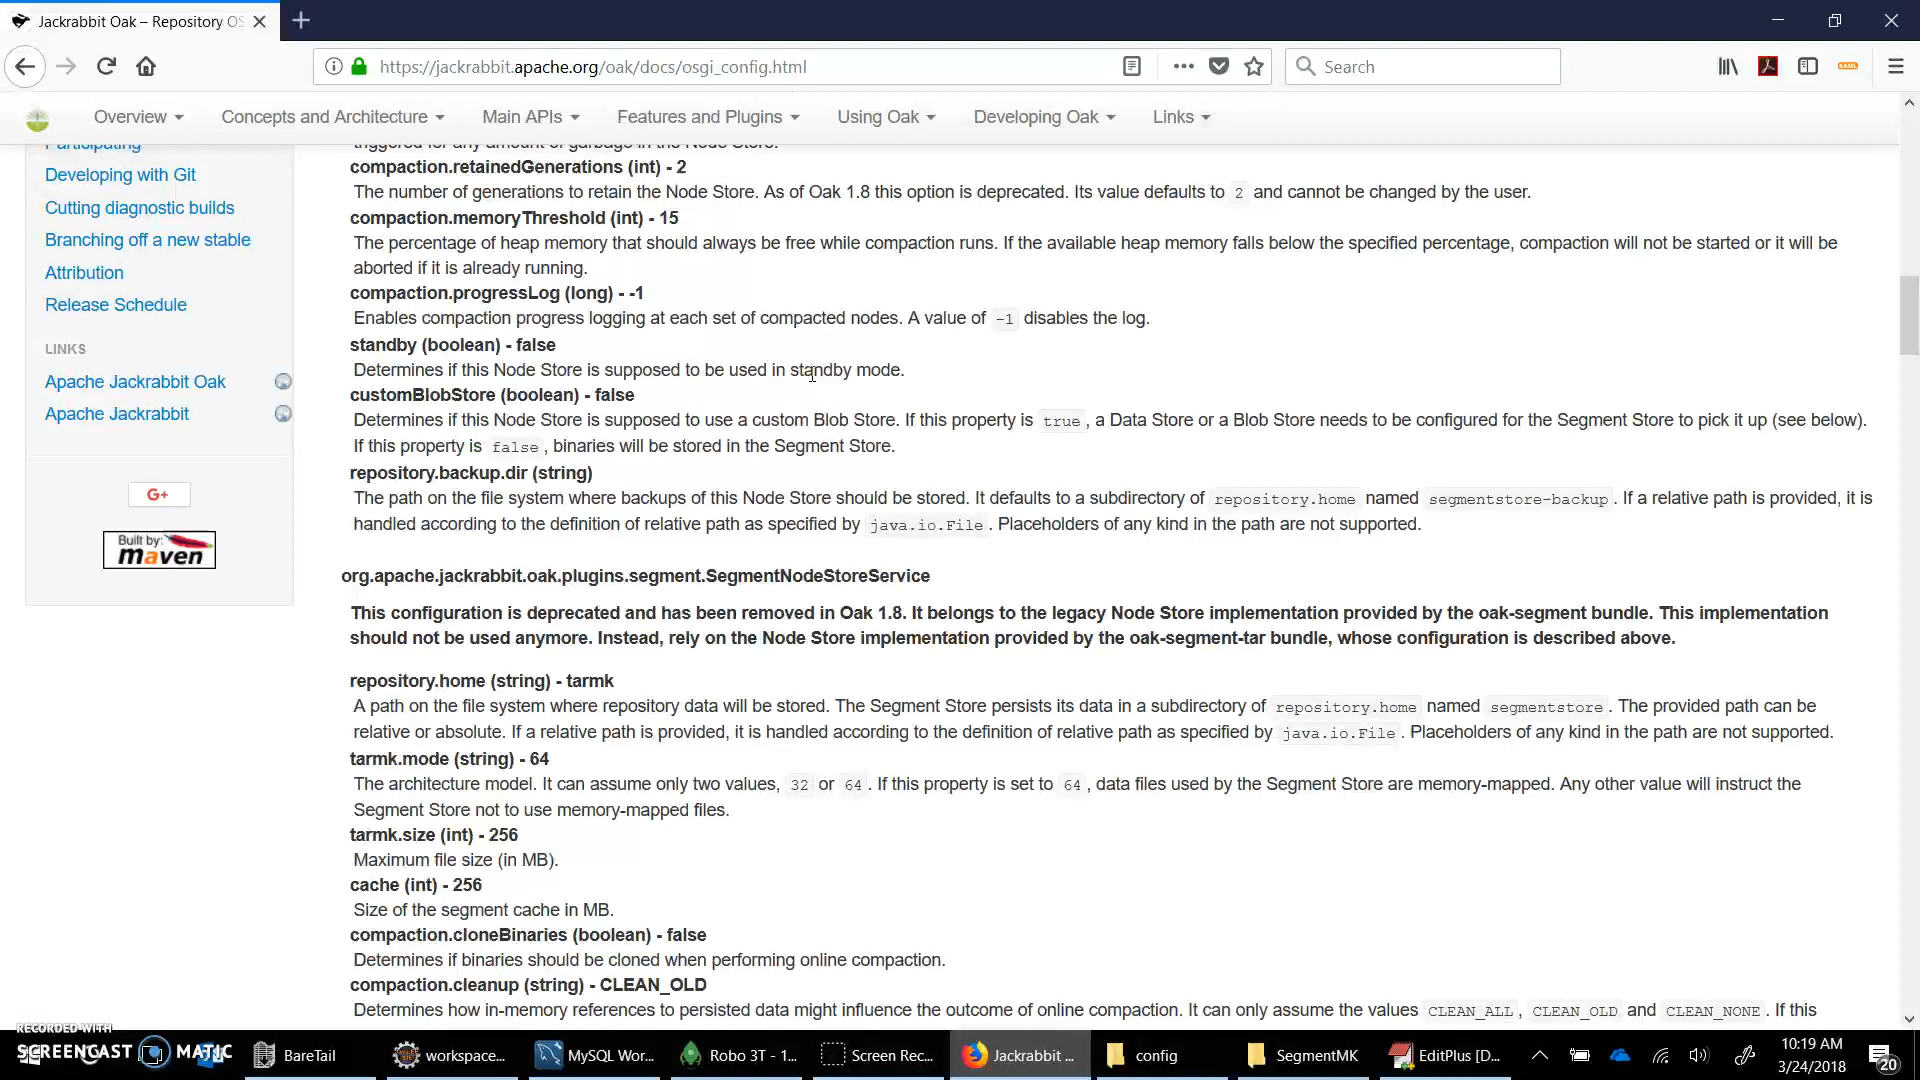 Jackrabbit Oak – Repository OS
https://jackrabbit.apache.org/oak/docs/osgi_config.html
Search
Overview
Concepts and Architecture
Main APIs
Features and Plugins
Using Oak
Developing Oak
Links
Participating
Developing with Git
Cutting diagnostic builds
Branching off a new stable
Attribution
Release Schedule
LINKS
Apache Jackrabbit Oak
Apache Jackrabbit
G+
Built by:
maven
triggered for any amount of garbage in the Node Store.
compaction.retainedGenerations (int) - 2
The number of generations to retain the Node Store. As of Oak 1.8 this option is deprecated. Its value defaults to 2 and cannot be changed by the user.
compaction.memoryThreshold (int) - 15
The percentage of heap memory that should always be free while compaction runs. If the available heap memory falls below the specified percentage, compaction will not be started or it will be
aborted if it is already running.
compaction.progressLog (long) - -1
Enables compaction progress logging at each set of compacted nodes. A value of -1 disables the log.
standby (boolean) - false
Determines if this Node Store is supposed to be used in standby mode.
customBlobStore (boolean) - false
Determines if this Node Store is supposed to use a custom Blob Store. If this property is true, a Data Store or a Blob Store needs to be configured for the Segment Store to pick it up (see below).
If this property is false, binaries will be stored in the Segment Store.
repository.backup.dir (string)
The path on the file system where backups of this Node Store should be stored. It defaults to a subdirectory of repository.home named segmentstore-backup. If a relative path is provided, it is
handled according to the definition of relative path as specified by java.io.File. Placeholders of any kind in the path are not supported.
org.apache.jackrabbit.oak.plugins.segment.SegmentNodeStoreService
This configuration is deprecated and has been removed in Oak 1.8. It belongs to the legacy Node Store implementation provided by the oak-segment bundle. This implementation
should not be used anymore. Instead, rely on the Node Store implementation provided by the oak-segment-tar bundle, whose configuration is described above.
repository.home (string) - tarmk
A path on the file system where repository data will be stored. The Segment Store persists its data in a subdirectory of repository.home named segmentstore. The provided path can be
relative or absolute. If a relative path is provided, it is handled according to the definition of relative path as specified by java.io.File. Placeholders of any kind in the path are not supported.
tarmk.mode (string) - 64
The architecture model. It can assume only two values, 32 or 64. If this property is set to 64, data files used by the Segment Store are memory-mapped. Any other value will instruct the
Segment Store not to use memory-mapped files.
tarmk.size (int) - 256
Maximum file size (in MB).
cache (int) - 256
Size of the segment cache in MB.
compaction.cloneBinaries (boolean) - false
Determines if binaries should be cloned when performing online compaction.
compaction.cleanup (string) - CLEAN_OLD
Determines how in-memory references to persisted data might influence the outcome of online compaction. It can only assume the values CLEAN_ALL, CLEAN_OLD and CLEAN_NONE. If this
RECORDED WITH
SCREENCAST MATIC
BareTail
workspace...
MySQL Wor...
Robo 3T - 1...
Screen Rec...
Jackrabbit ...
config
SegmentMK
EditPlus [D...
10:19 AM
3/24/2018
20